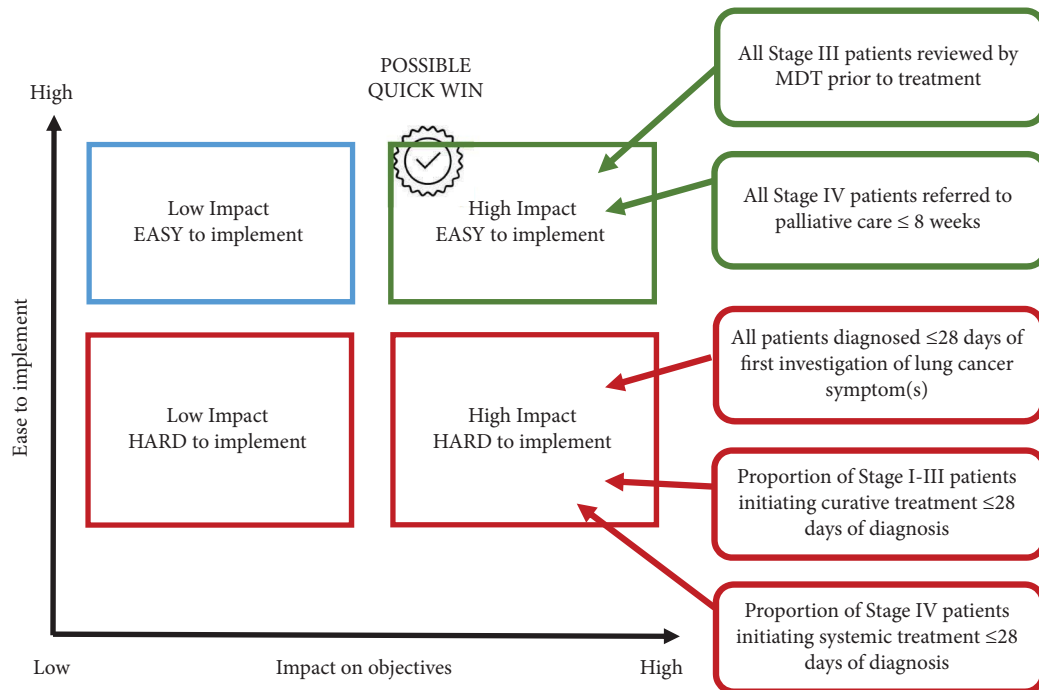 POSSIBLE
QUICK WIN
High
Low Impact
EASY to implement
High Impact
EASY to implement
Low Impact
HARD to implement
High Impact
HARD to implement
Ease to implement
Low
Impact on objectives
High
All Stage III patients reviewed by
MDT prior to treatment
All Stage IV patients referred to
palliative care ≤ 8 weeks
All patients diagnosed ≤28 days of
first investigation of lung cancer
symptom(s)
Proportion of Stage I-III patients
initiating curative treatment ≤28
days of diagnosis
Proportion of Stage IV patients
initiating systemic treatment ≤28
days of diagnosis